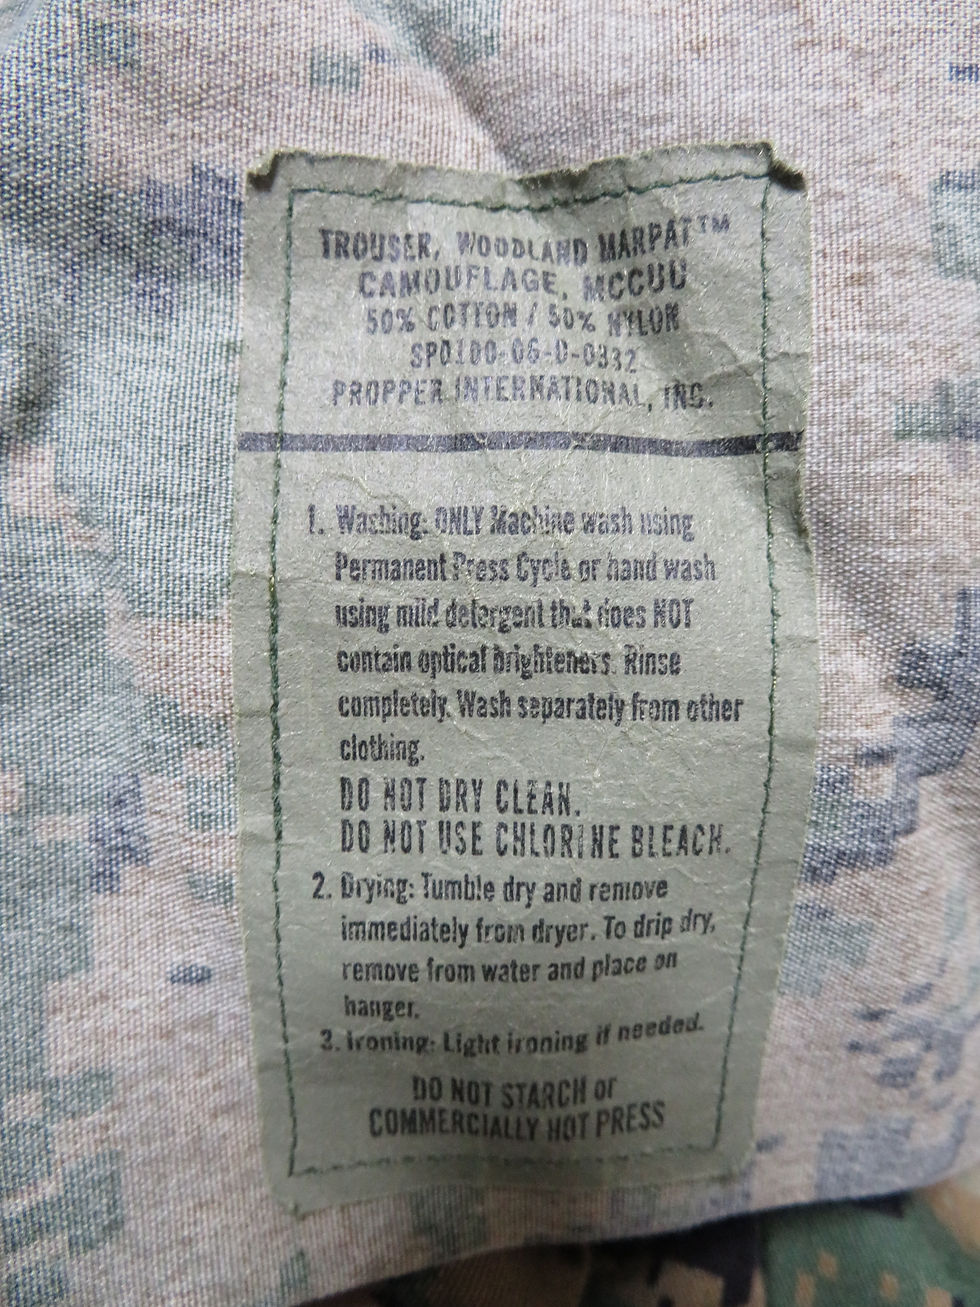 TROUSER, WOODLAND MARPAT™
CAMOUFLAGE, MCCUU
50% COTTON / 50% NYLON
SPO100-06-D-0332
PROPPER INTERNATIONAL, INC.
1. Washing: ONLY Machine wash using
Permanent Press Cycle or hand wash
using mild detergent that does NOT
contain optical brighteners. Rinse
completely. Wash separately from other
clothing.
DO NOT DRY CLEAN.
DO NOT USE CHLORINE BLEACH.
2. Drying: Tumble dry and remove
immediately from dryer. To drip dry,
remove from water and place on
hanger.
3. Ironing: Light ironing if needed.
DO NOT STARCH or
COMMERCIALLY HOT PRESS